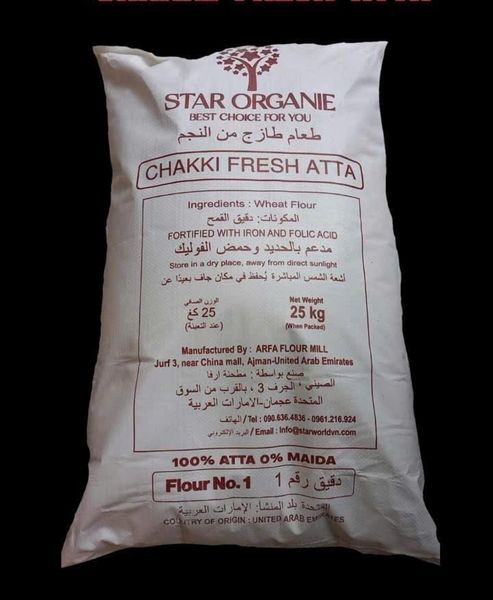 STAR ORGANIE
BEST CHOICE FOR YOU
طعام طازج من النجم
CHAKKI FRESH ATTA
Ingredients : Wheat Flour
المكونات: دقيق القمح
FORTIFIED WITH IRON AND FOLIC ACID
مدعم بالحديد وحمض الفوليك
Store in a dry place, away from direct sunlight
أشعة الشمس المباشرة يُحفظ في مكان جاف بعيدًا عن
الوزن الصافي Net Weight
25 كغ 25 kg
(عند التعبئة) (When Packed)
Manufactured By : ARFA FLOUR MILL
Jurf 3, near China mall, Ajman-United Arab Emirates
صنع بواسطة : مطحنة ارفا
الصيني ، الجرف 3 ، بالقرب من السوق
المتحدة عجمان-الامارات العربية
الهاتف / Tel : 090.636.4836 - 0961.216.924
البريد الإلكتروني / Email : Info@starworldvn.com
100% ATTA 0% MAIDA
Flour No. 1 دقيق رقم 1
المتحدة بلد المنشأ: الإمارات العربية
COUNTRY OF ORIGIN : UNITED ARAB EMIRATES